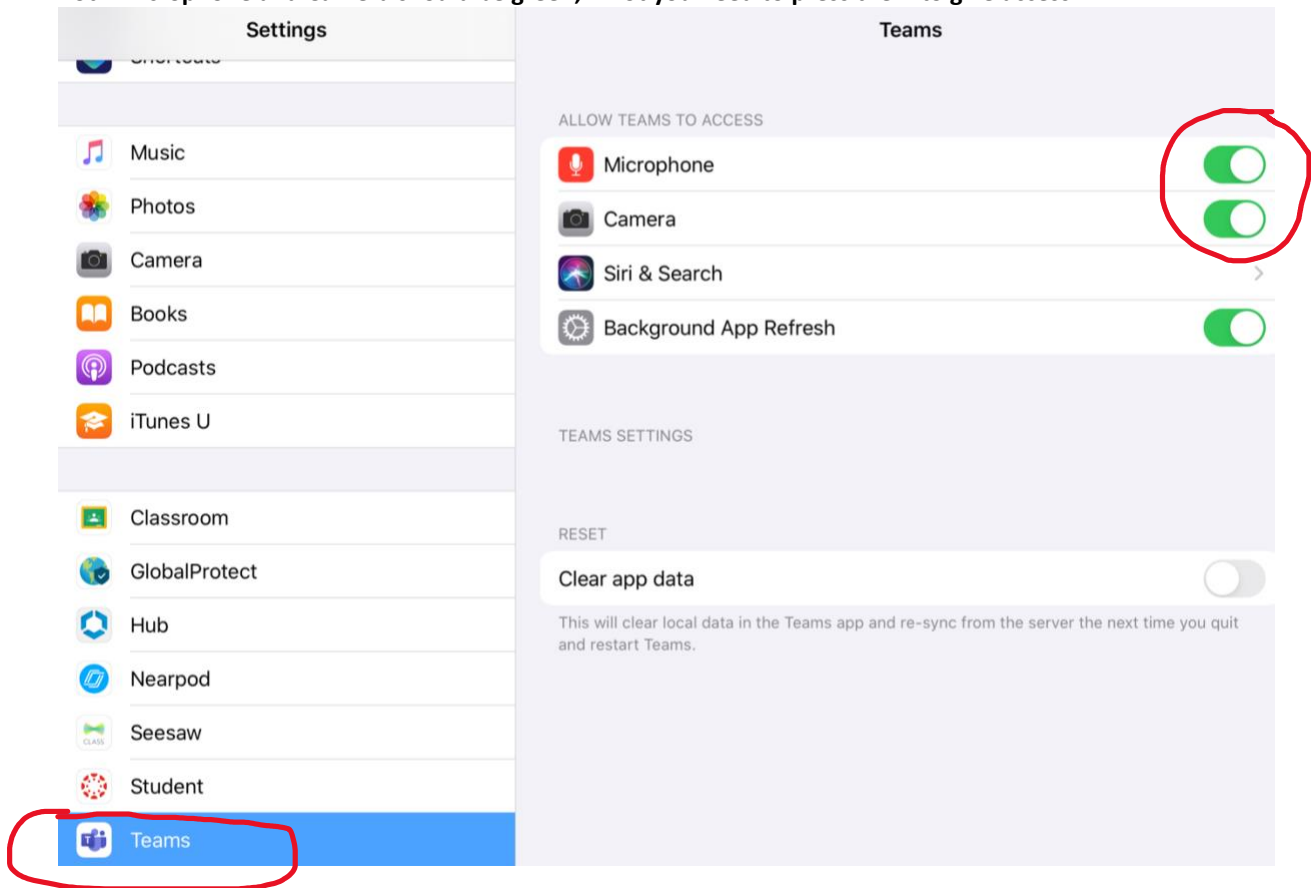 Settings
Teams
Shortcuts
Music
Photos
Camera
Books
Podcasts
iTunes U
Classroom
GlobalProtect
Hub
Nearpod
CLASS
Seesaw
Student
Teams
ALLOW TEAMS TO ACCESS
Microphone
Camera
Siri & Search
Background App Refresh
TEAMS SETTINGS
RESET
Clear app data
This will clear local data in the Teams app and re-sync from the server the next time you quit
and restart Teams.